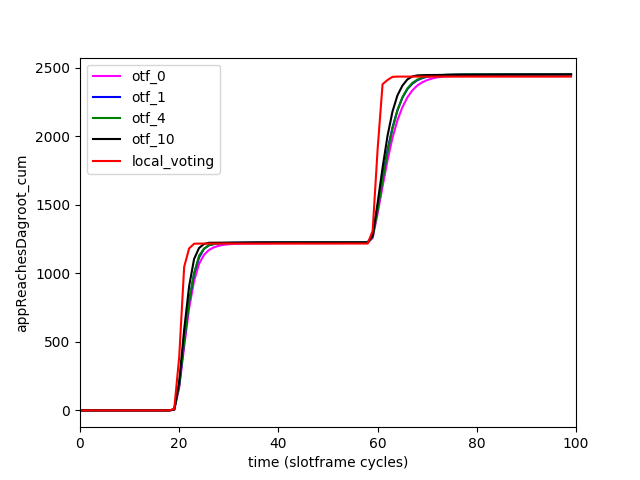 2500
2000
1500
1000
500
0
0
20
40
60
80
100
time (slotframe cycles)
appReachesDagroot_cum
otf_0
otf_1
otf_4
otf_10
local_voting